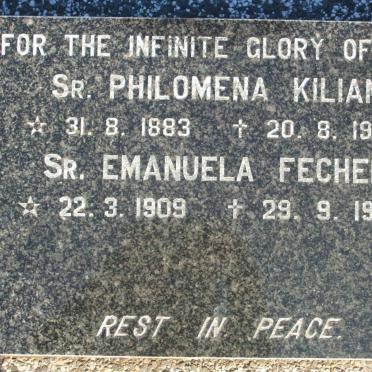 FOR THE INFINITE GLORY OF
SR. PHILOMENA KILIAN
☆ 31. 8. 1883 ✝ 20. 8. 19
SR. EMANUELA FECHE
☆ 22. 3. 1909 ✝ 29. 9. 19
REST IN PEACE.